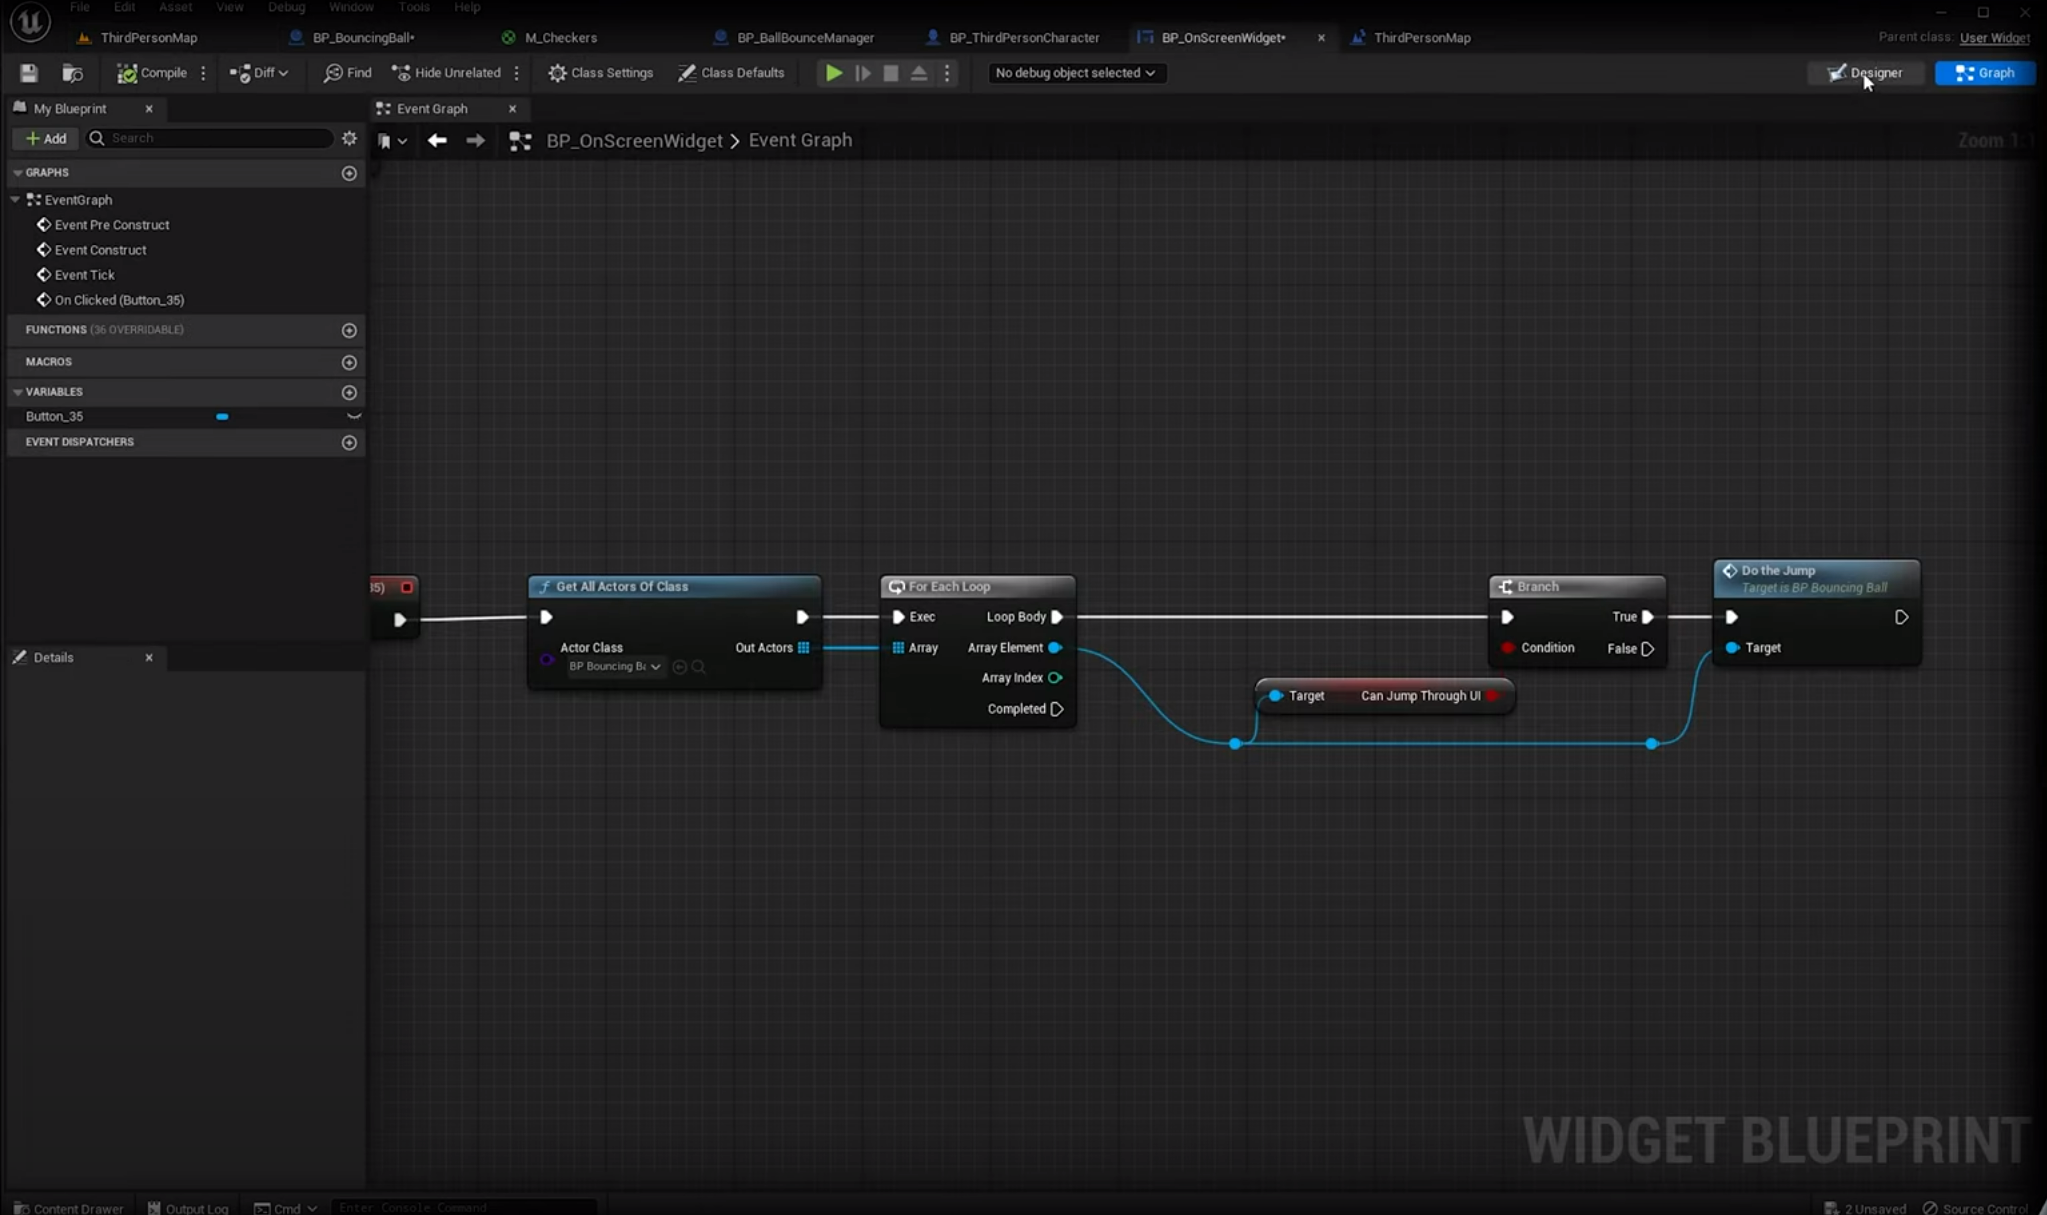 File Edit Asset View Debug Window Tools Help
ThirdPersonMap BP_BouncingBall• M_Checkers BP_BallBounceManager BP_ThirdPersonCharacter BP_OnScreenWidget• ThirdPersonMap
Parent class: User Widget
Compile Diff Find Hide Unrelated Class Settings Class Defaults No debug object selected Designer Graph
My Blueprint
Event Graph
Add Search
BP_OnScreenWidget > Event Graph
Zoom 1:1
GRAPHS
EventGraph
Event Pre Construct
Event Construct
Event Tick
On Clicked (Button_35)
FUNCTIONS (36 OVERRIDABLE)
MACROS
VARIABLES
Button_35
EVENT DISPATCHERS
Details
35)
Get All Actors Of Class
Actor Class
BP Bouncing Ba
Out Actors
For Each Loop
Exec Loop Body
Array Array Element
Array Index
Completed
Target Can Jump Through UI
Branch
True
Condition False
Do the Jump
Target is BP Bouncing Ball
Target
WIDGET BLUEPRINT
Content Drawer Output Log Cmd Enter Console Command 2 Unsaved Source Control